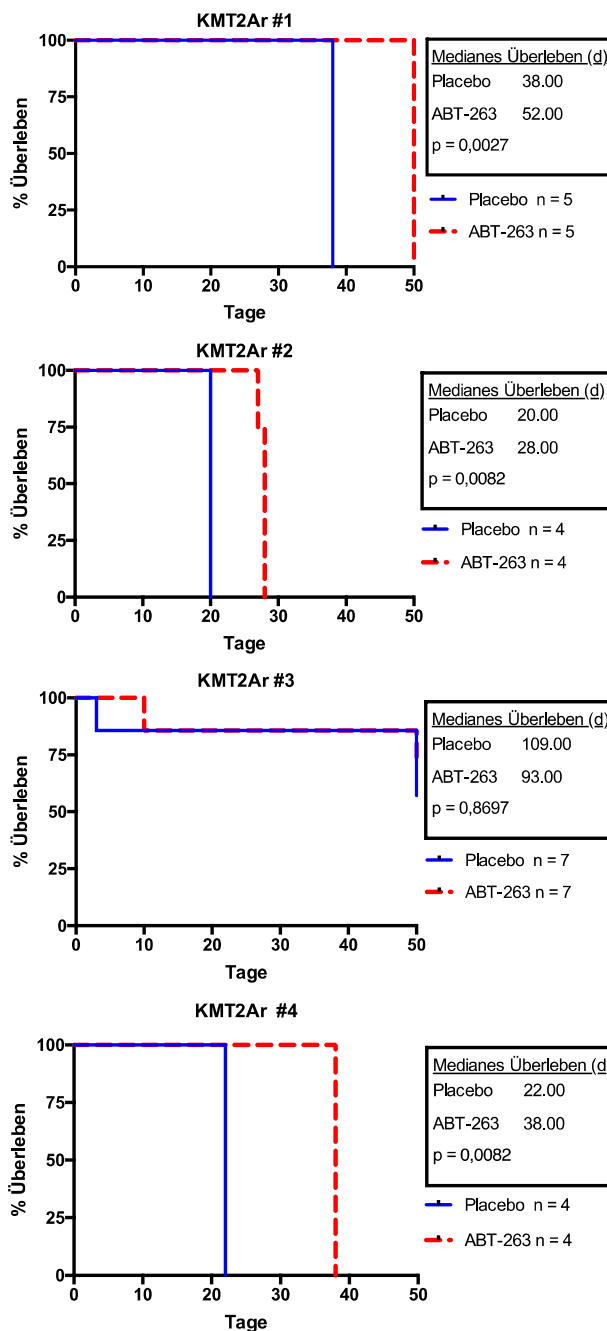 KMT2Ar #1
100
75
50
25
0
% Überleben
0 10 20 30 40 50
Tage
Medianes Überleben (d)
Placebo 38.00
ABT-263 52.00
p = 0,0027
Placebo n = 5
ABT-263 n = 5
KMT2Ar #2
100
75
50
25
0
% Überleben
0 10 20 30 40 50
Tage
Medianes Überleben (d)
Placebo 20.00
ABT-263 28.00
p = 0,0082
Placebo n = 4
ABT-263 n = 4
KMT2Ar #3
100
75
50
25
0
% Überleben
0 10 20 30 40 50
Tage
Medianes Überleben (d)
Placebo 109.00
ABT-263 93.00
p = 0,8697
Placebo n = 7
ABT-263 n = 7
KMT2Ar #4
100
75
50
25
0
% Überleben
0 10 20 30 40 50
Tage
Medianes Überleben (d
Placebo 22.00
ABT-263 38.00
p = 0,0082
Placebo n = 4
ABT-263 n = 4